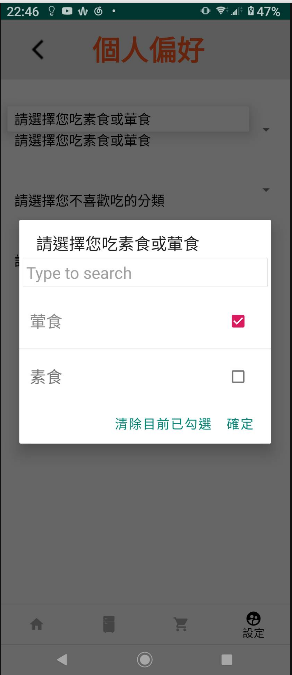 22:46
47%
個人偏好
請選擇您吃素食或葷食
請選擇您吃素食或葷食
請選擇您不喜歡吃的分類
請選擇您吃素食或葷食
Type to search
葷食
素食
清除目前已勾選 確定
設定